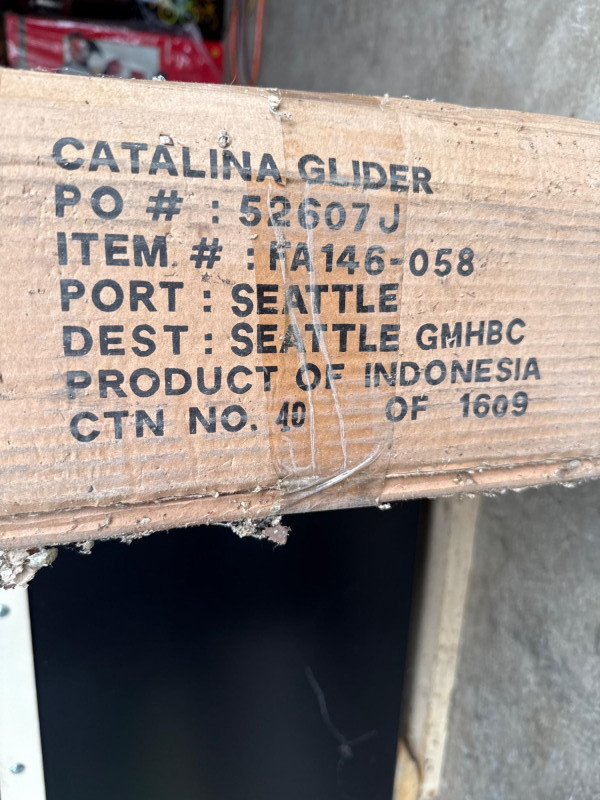 CATALINA GLIDER
PO # : 52607J
ITEM # : FA146-058
PORT : SEATTLE
DEST : SEATTLE GMHBC
PRODUCT OF INDONESIA
CTN NO. 40 OF 1609